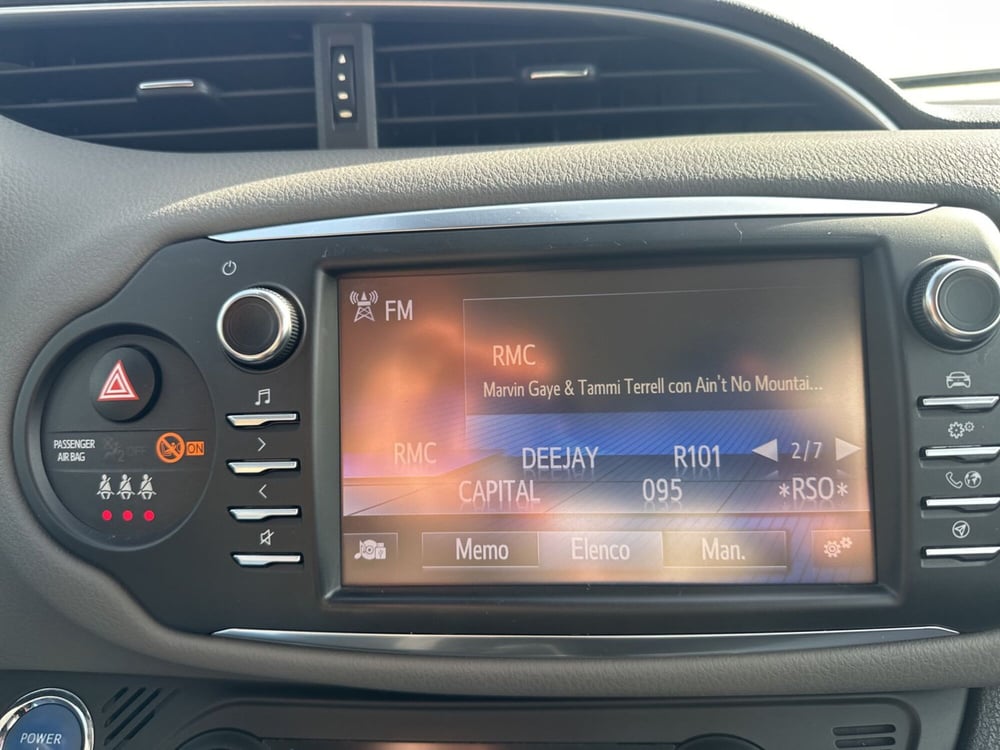 FM
RMC
Marvin Gaye & Tammi Terrell con Ain't No Mountai...
RMC DEEJAY R101 2/7
CAPITAL 095 *RSO*
Memo Elenco Man.
PASSENGER
AIR BAG
2 OFF
ON
POWER